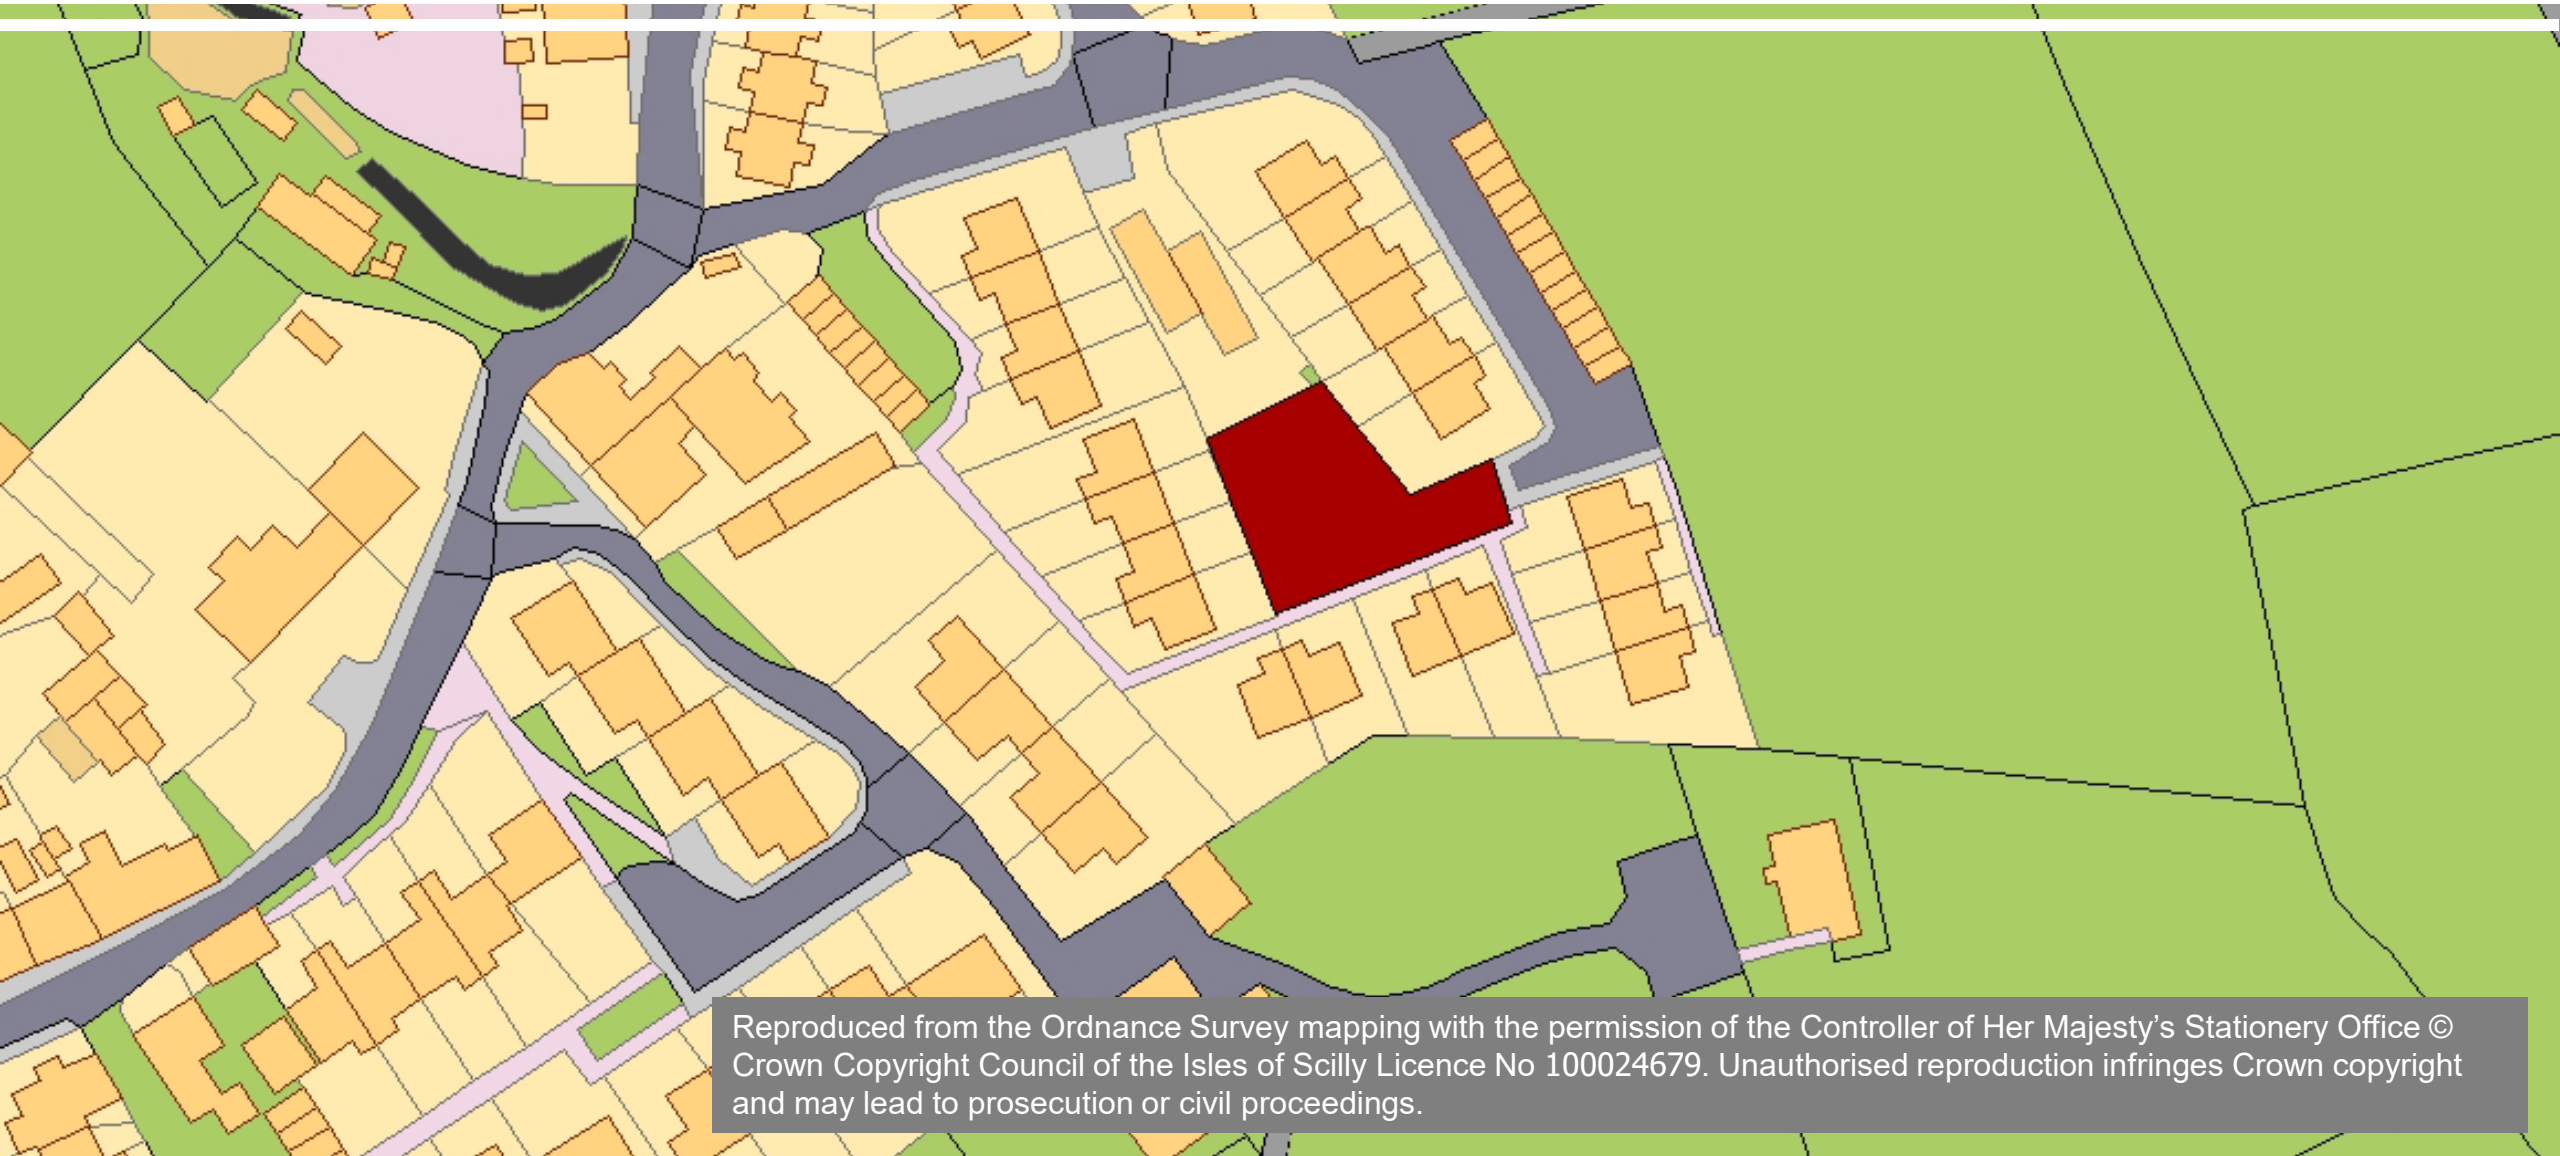 Reproduced from the Ordnance Survey mapping with the permission of the Controller of Her Majesty’s Stationery Office ©
Crown Copyright Council of the Isles of Scilly Licence No 100024679. Unauthorised reproduction infringes Crown copyright
and may lead to prosecution or civil proceedings.